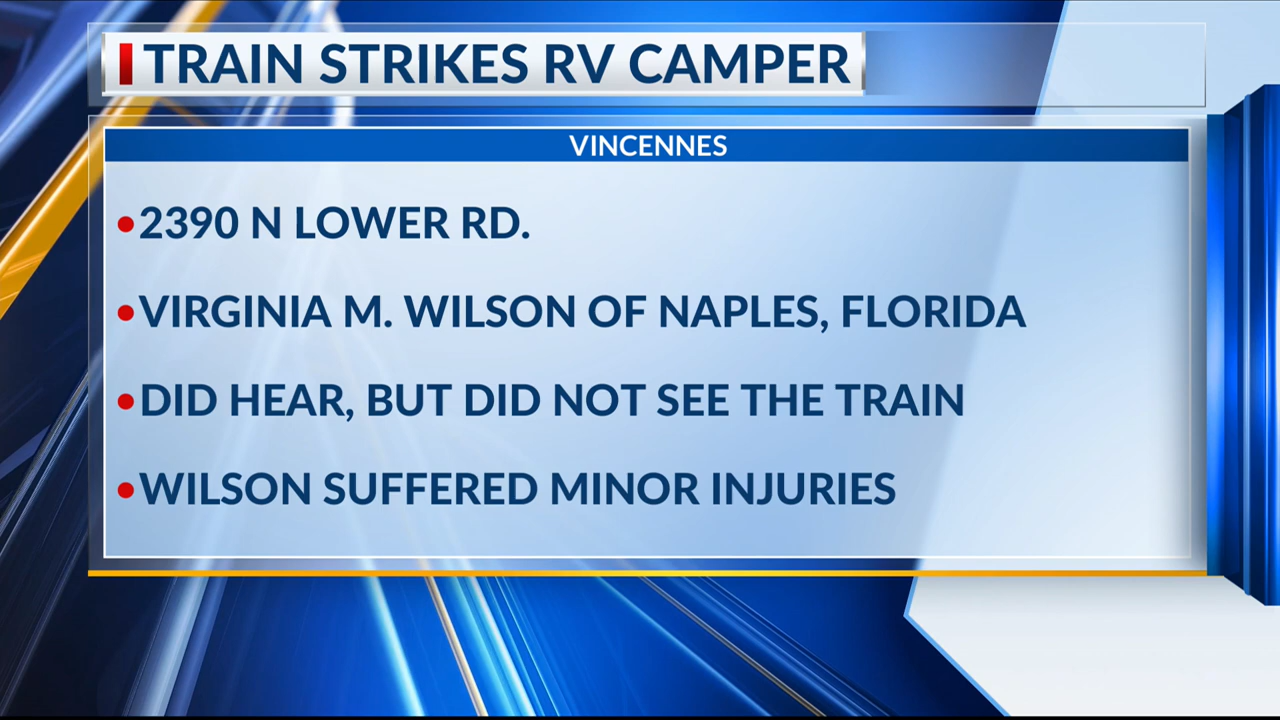 TRAIN STRIKES RV CAMPER
VINCENNES
•2390 N LOWER RD.
•VIRGINIA M. WILSON OF NAPLES, FLORIDA
•DID HEAR, BUT DID NOT SEE THE TRAIN
•WILSON SUFFERED MINOR INJURIES